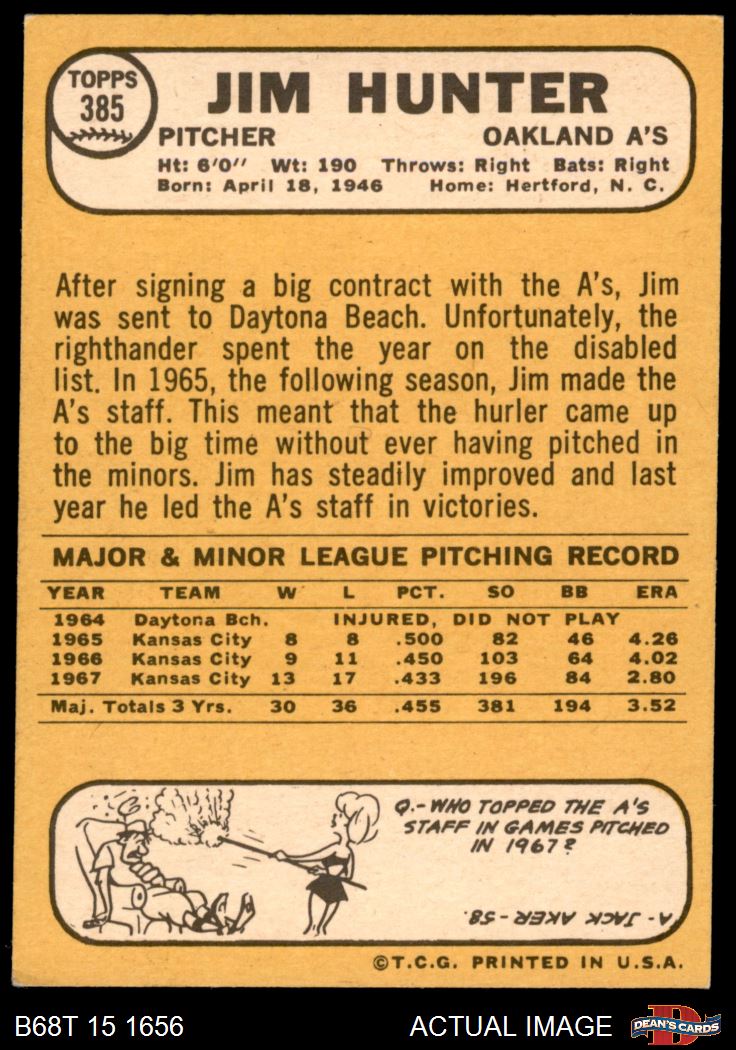 TOPPS
385
JIM HUNTER
PITCHER OAKLAND A'S
Ht: 6'0" Wt: 190 Throws: Right Bats: Right
Born: April 18, 1946 Home: Hertford, N. C.
After signing a big contract with the A's, Jim
was sent to Daytona Beach. Unfortunately, the
righthander spent the year on the disabled
list. In 1965, the following season, Jim made the
A's staff. This meant that the hurler came up
to the big time without ever having pitched in
the minors. Jim has steadily improved and last
year he led the A's staff in victories.
MAJOR & MINOR LEAGUE PITCHING RECORD
YEAR TEAM W L PCT. SO BB ERA
1964 Daytona Bch. INJURED, DID NOT PLAY
1965 Kansas City 8 8 .500 82 46 4.26
1966 Kansas City 9 11 .450 103 64 4.02
1967 Kansas City 13 17 .433 196 84 2.80
Maj. Totals 3 Yrs. 30 36 .455 381 194 3.52
Q.-WHO TOPPED THE A'S
STAFF IN GAMES PITCHED
IN 1967?
A-JACK AKER-58.
©T.C.G. PRINTED IN U.S.A.
B68T 15 1656 ACTUAL IMAGE DEAN'S CARDS